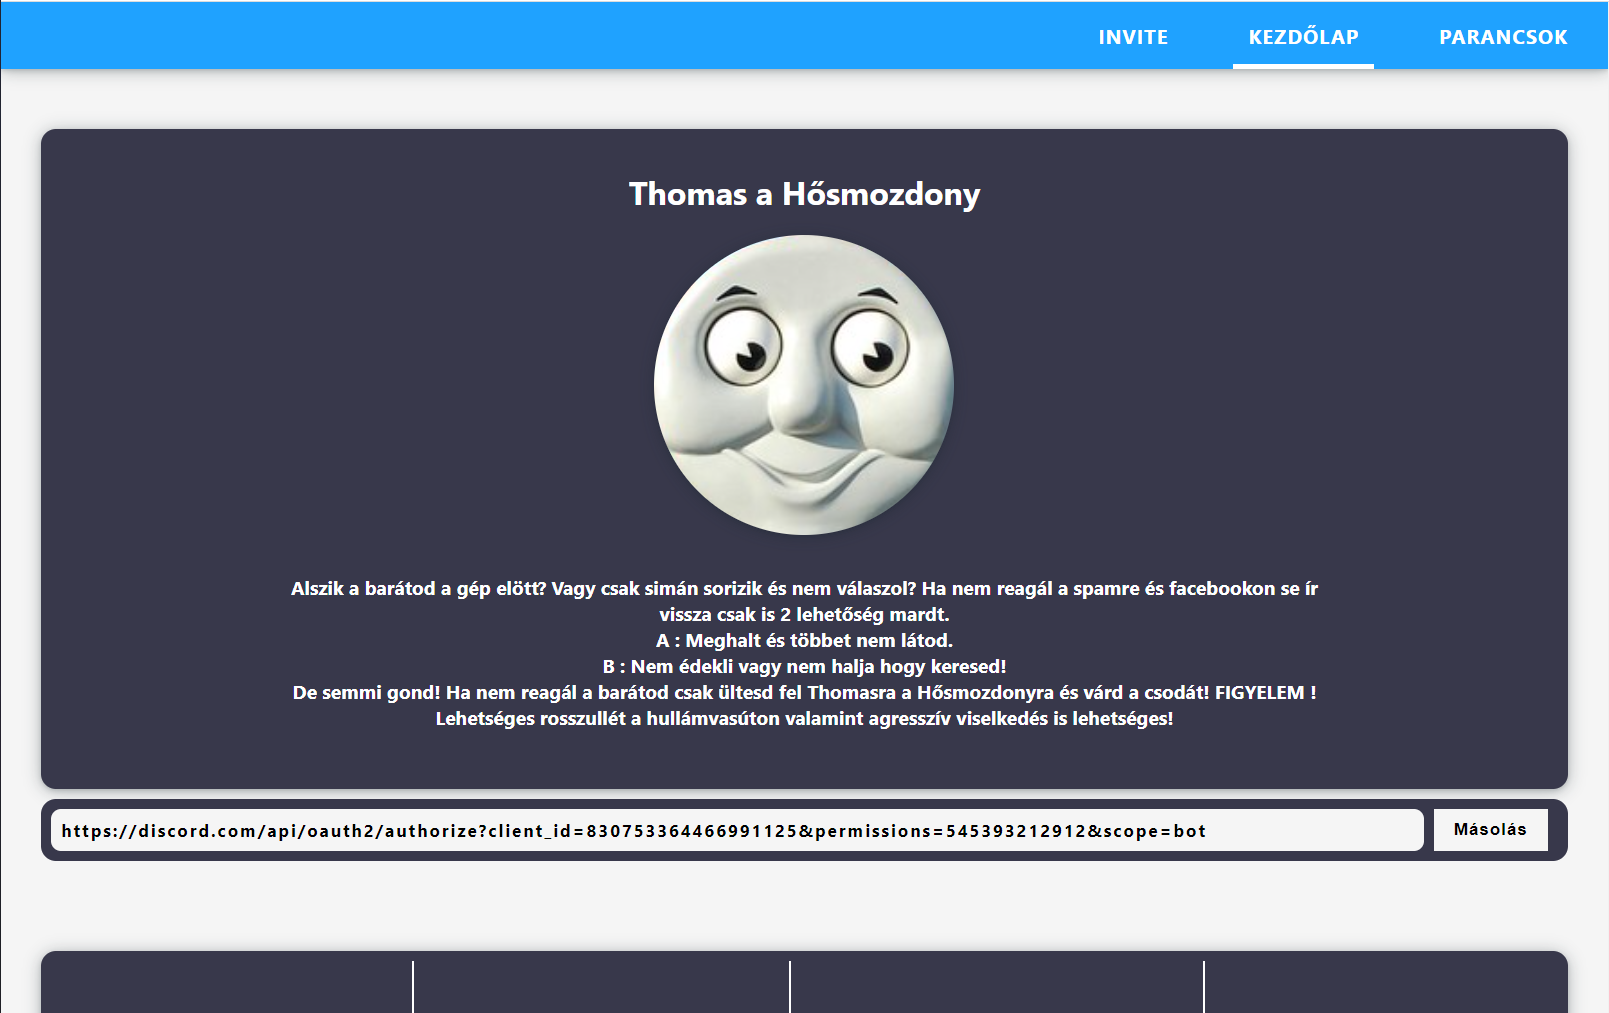 INVITE KEZDŐLAP PARANCSOK
Thomas a Hősmozdony
Alszik a barátod a gép elött? Vagy csak simán sorizik és nem válaszol? Ha nem reagál a spamre és facebookon se ír
vissza csak is 2 lehetőség mardt.
A : Meghalt és többet nem látod.
B : Nem édekli vagy nem halja hogy keresed!
De semmi gond! Ha nem reagál a barátod csak ültesd fel Thomasra a Hősmozdonyra és várd a csodát! FIGYELEM !
Lehetséges rosszullét a hullámvasúton valamint agresszív viselkedés is lehetséges!
https://discord.com/api/oauth2/authorize?client_id=830753364466991125&permissions=545393212912&scope=bot
Másolás